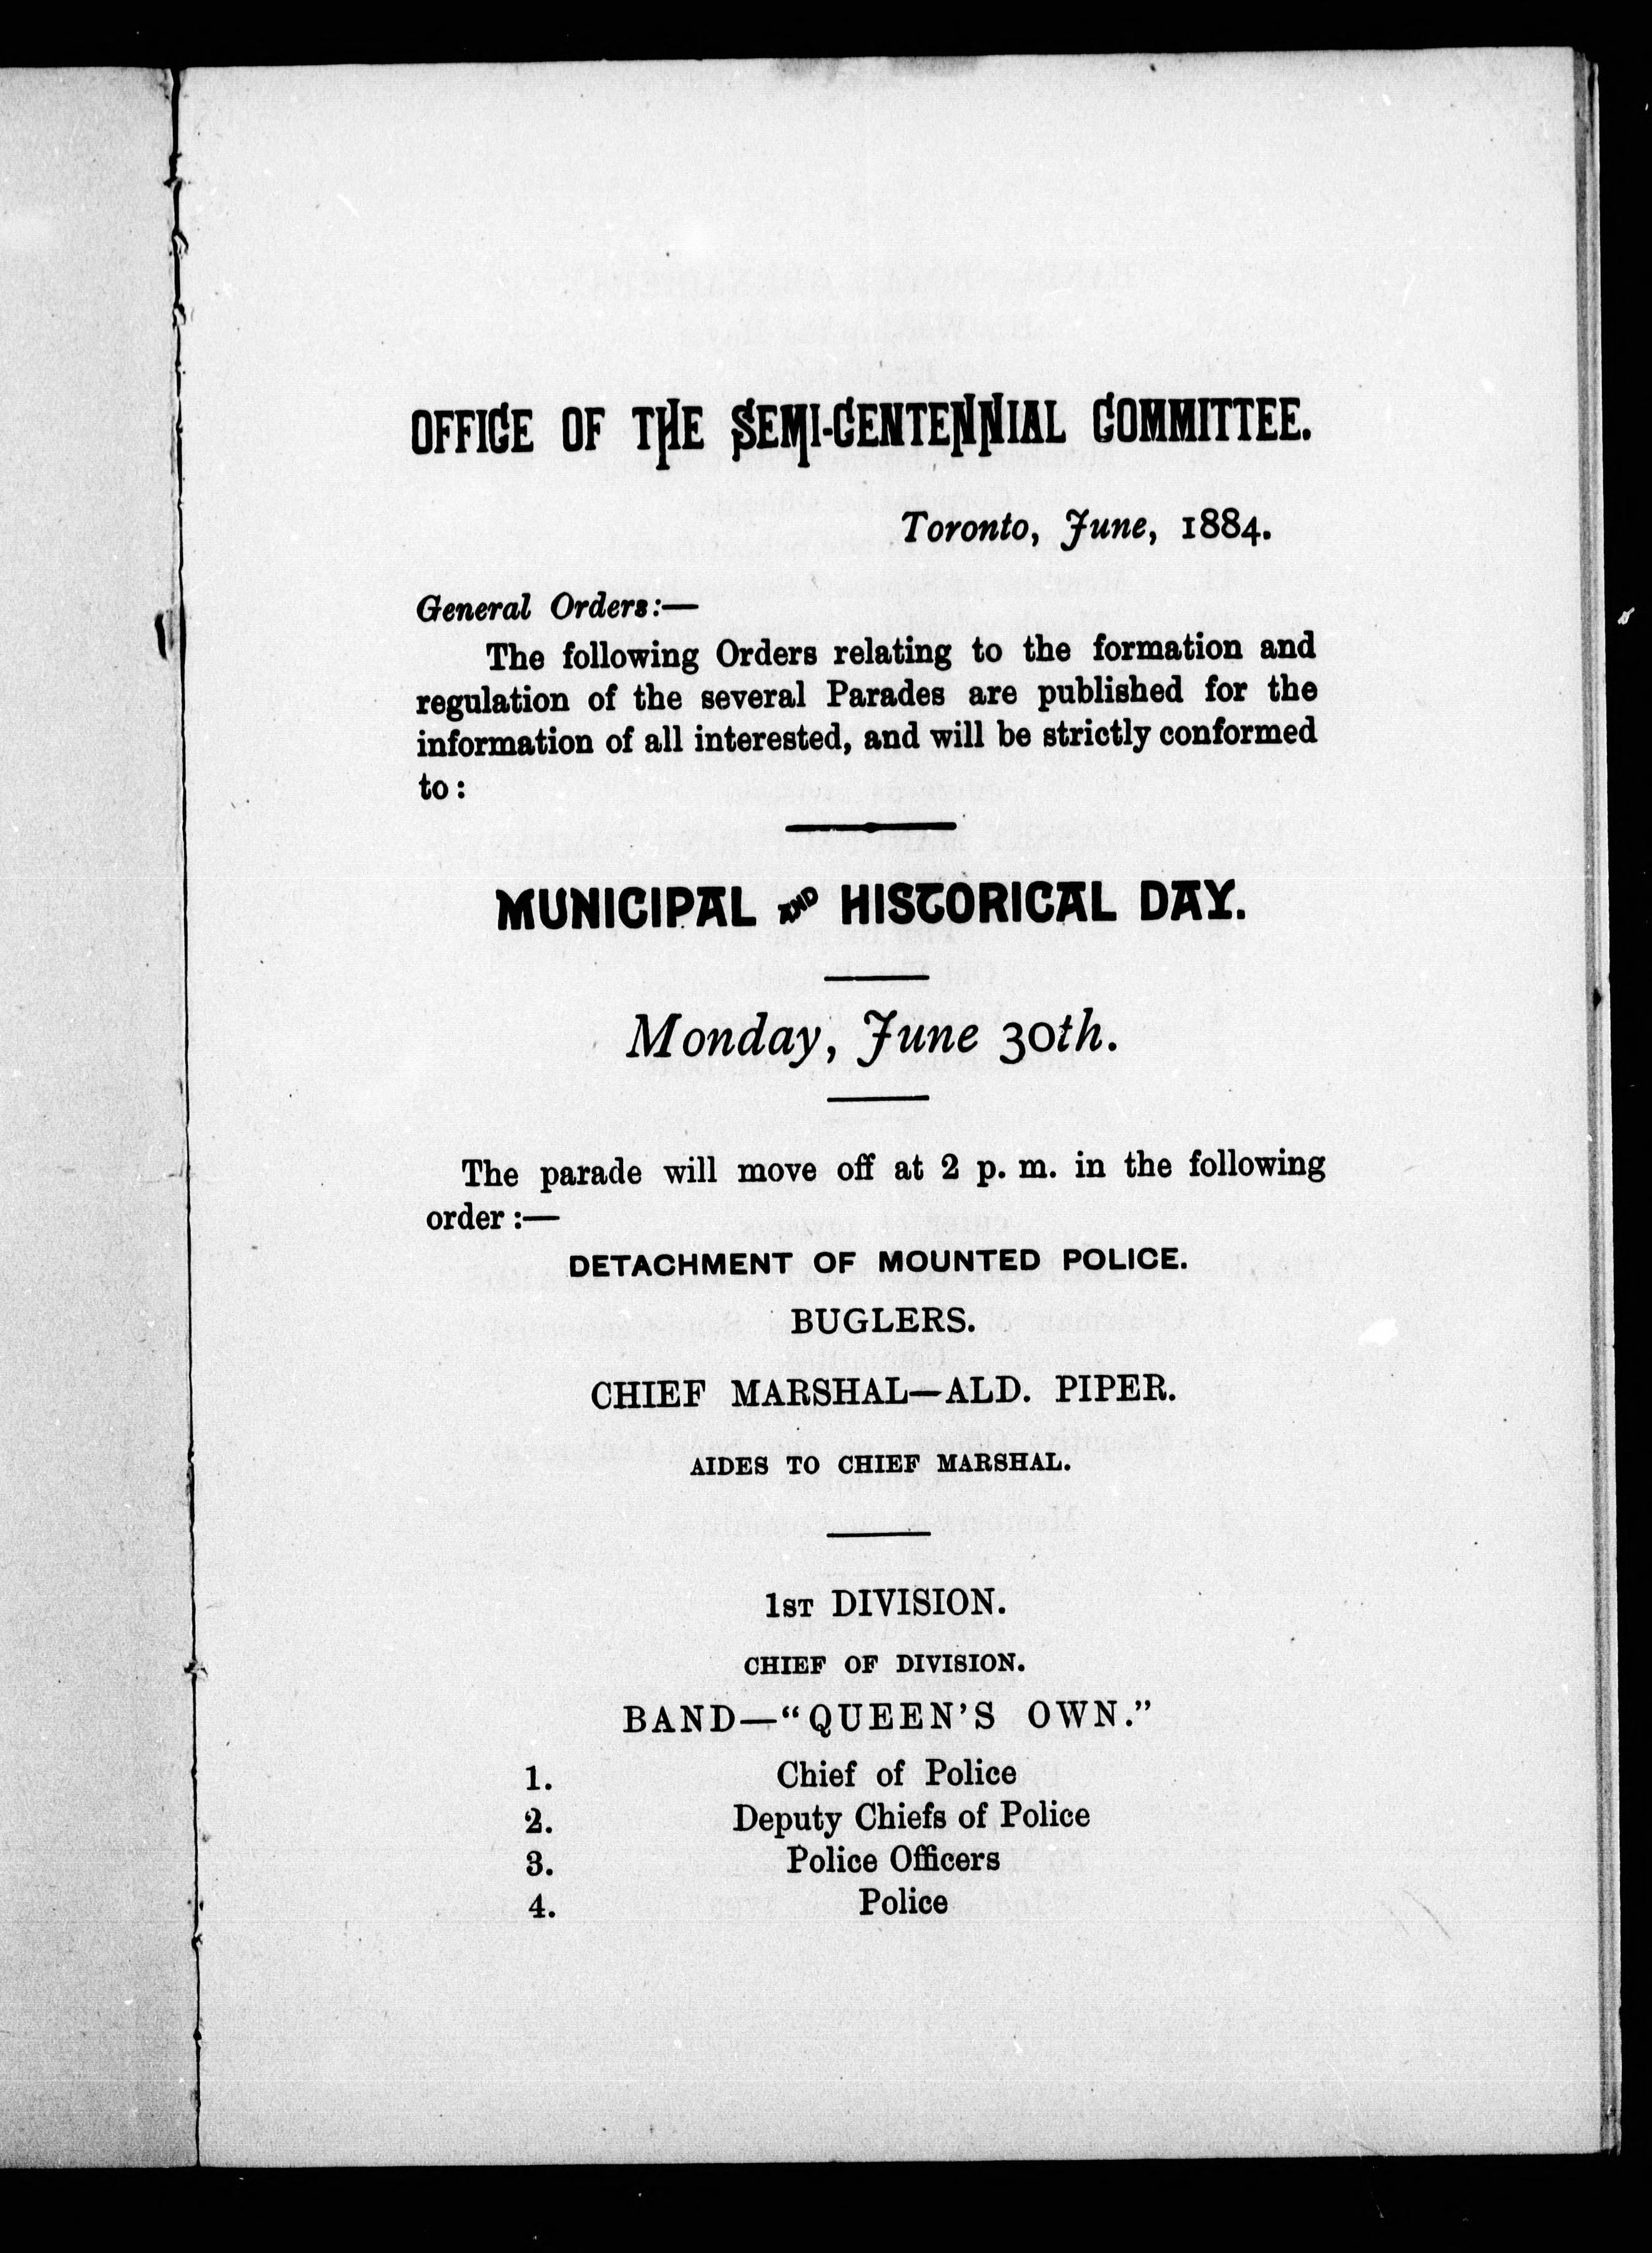 OFFICE OF THE SEMI-CENTENNIAL COMMITTEE.
Toronto, June, 1884.
General Orders:—
The following Orders relating to the formation and
regulation of the several Parades are published for the
information of all interested, and will be strictly conformed
to:
MUNICIPAL AND HISTORICAL DAY.
Monday, June 30th.
The parade will move off at 2 p. m. in the following
order:—
DETACHMENT OF MOUNTED POLICE.
BUGLERS.
CHIEF MARSHAL—ALD. PIPER.
AIDES TO CHIEF MARSHAL.
1ST DIVISION.
CHIEF OF DIVISION.
BAND—“QUEEN’S OWN.”
1. Chief of Police
2. Deputy Chiefs of Police
3. Police Officers
4. Police